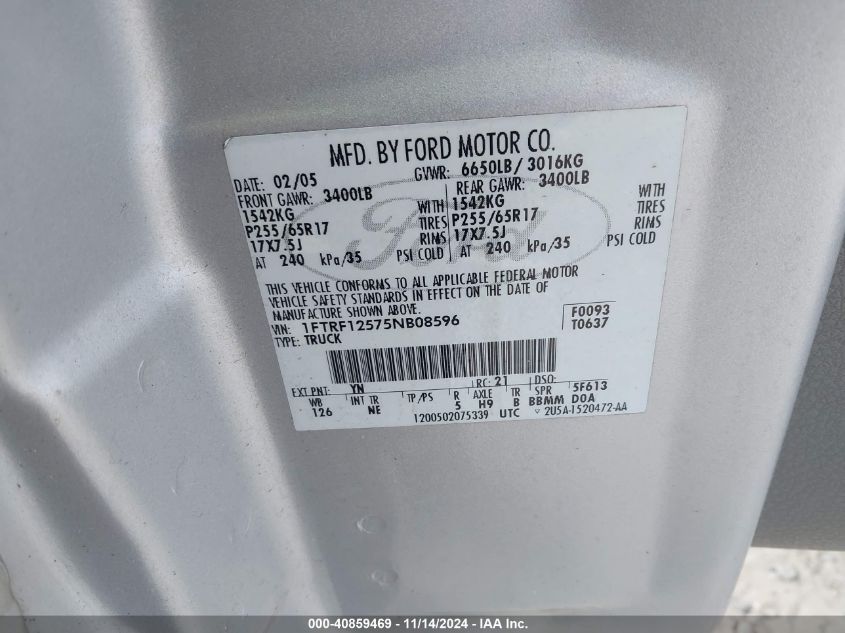 MFD. BY FORD MOTOR CO.
DATE: 02/05 GVWR: 6650LB / 3016KG
FRONT GAWR: 3400LB REAR GAWR: 3400LB
1542KG WITH 1542KG WITH
P255/65R17 TIRES P255/65R17 TIRES
17X7.5J RIMS 17X7.5J RIMS
AT 240 kPa/35 PSI COLD AT 240 kPa/35 PSI COLD
Ford
THIS VEHICLE CONFORMS TO ALL APPLICABLE FEDERAL MOTOR
VEHICLE SAFETY STANDARDS IN EFFECT ON THE DATE OF
MANUFACTURE SHOWN ABOVE.
VIN: 1FTRF12575NB08596 F0093
TYPE: TRUCK T0637
EXT PNT: YN RC: 21 DSO:
WB INT TR TP/PS R AXLE TR SPR 5F613
126 NE 5 H9 B BBMM DOA
1200502075339 UTC ▽ 2U5A-1520472-AA
000-40859469 - 11/14/2024 - IAA Inc.